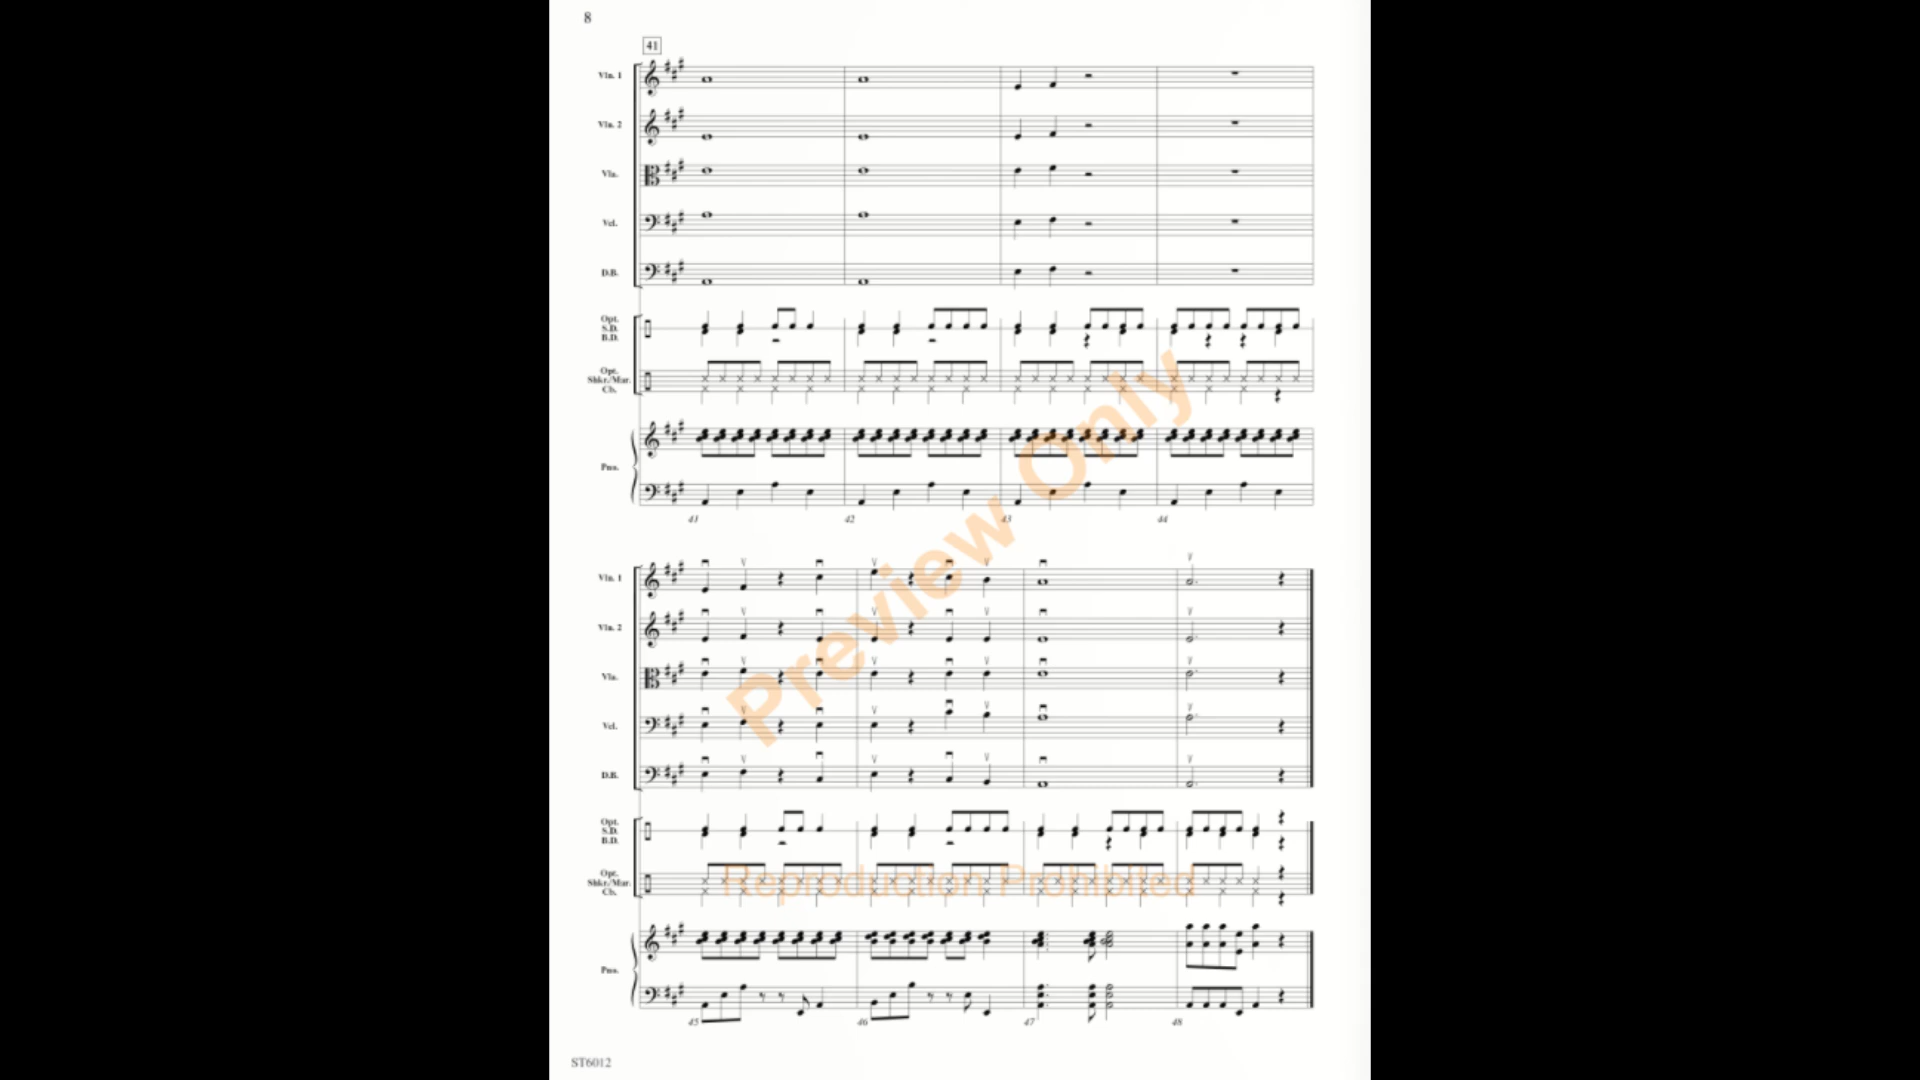 8
41
Vln. 1
Vln. 2
Vla.
Vcl.
D.B.
Opt.
S.D.
B.D.
Opt.
Shkr./Mar.
Cb.
Pno.
41 42 43 44
Vln. 1
Vln. 2
Vla.
Vcl.
D.B.
Opt.
S.D.
B.D.
Opt.
Shkr./Mar.
Cb.
Pno.
45 46 47 48
Preview Only
Reproduction Prohibited
ST6012